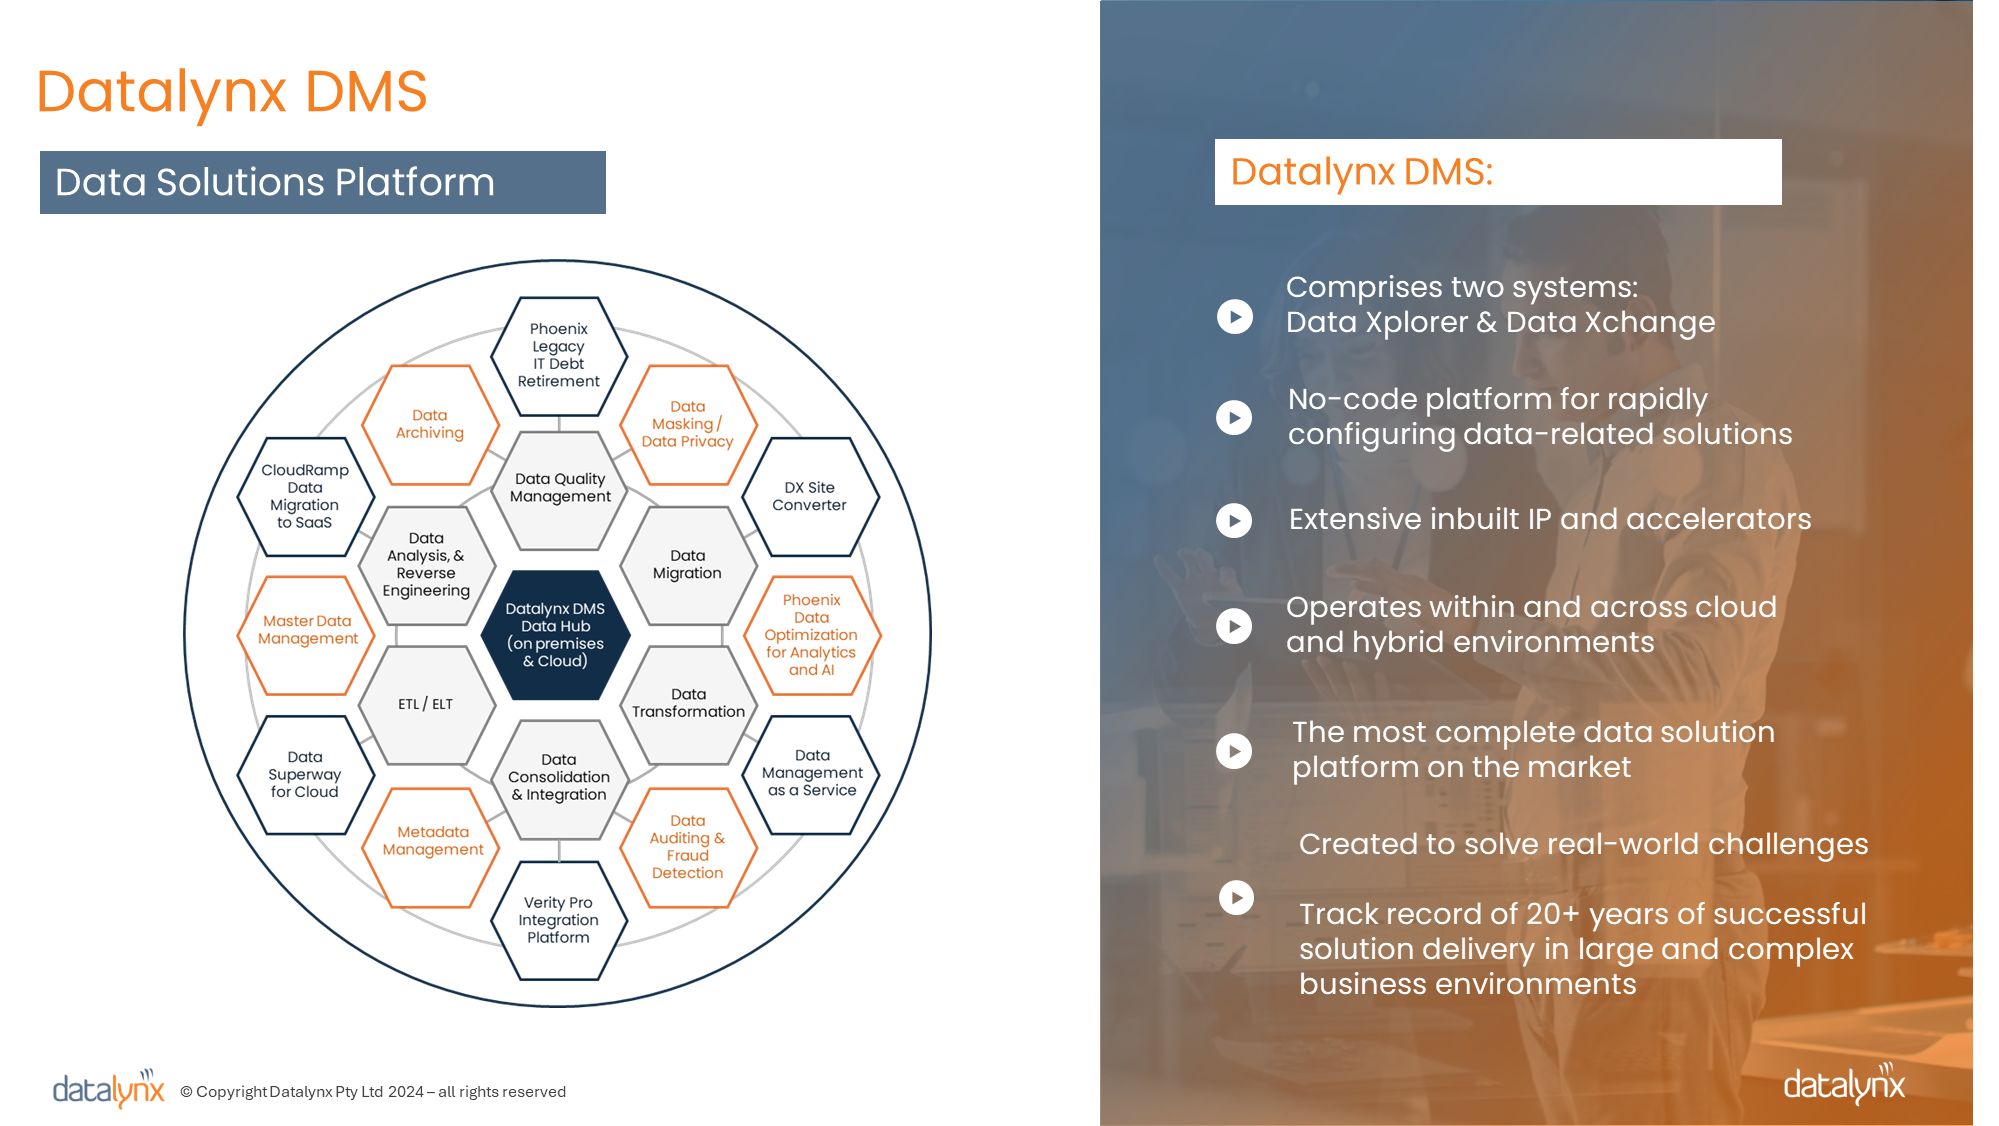 Datalynx DMS
Data Solutions Platform
Phoenix
Legacy
IT Debt
Retirement
Data
Archiving
Data
Masking /
Data Privacy
CloudRamp
Data
Migration
to SaaS
Data Quality
Management
DX Site
Converter
Data
Analysis, &
Reverse
Engineering
Data
Migration
Master Data
Management
Datalynx DMS
Data Hub
(on premises
& Cloud)
Phoenix
Data
Optimization
for Analytics
and AI
ETL / ELT
Data
Transformation
Data
Superway
for Cloud
Data
Consolidation
& Integration
Data
Management
as a Service
Metadata
Management
Data
Auditing &
Fraud
Detection
Verity Pro
Integration
Platform
datalynx
© Copyright Datalynx Pty Ltd 2024 – all rights reserved
Datalynx DMS:
Comprises two systems:
Data Xplorer & Data Xchange
No-code platform for rapidly
configuring data-related solutions
Extensive inbuilt IP and accelerators
Operates within and across cloud
and hybrid environments
The most complete data solution
platform on the market
Created to solve real-world challenges
Track record of 20+ years of successful
solution delivery in large and complex
business environments
datalynx